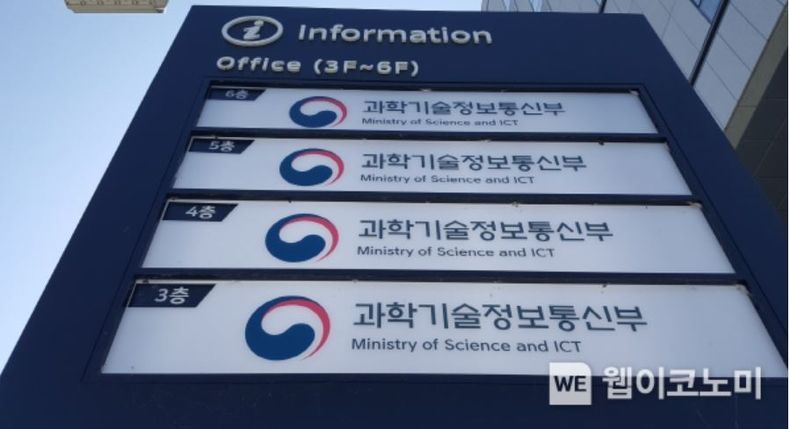 i Information
Office (3F~6F)
6층
과학기술정보통신부
Ministry of Science and ICT
5층
과학기술정보통신부
Ministry of Science and ICT
4층
과학기술정보통신부
Ministry of Science and ICT
3층
과학기술정보통신부
Ministry of Science and ICT
WE 웹이코노미